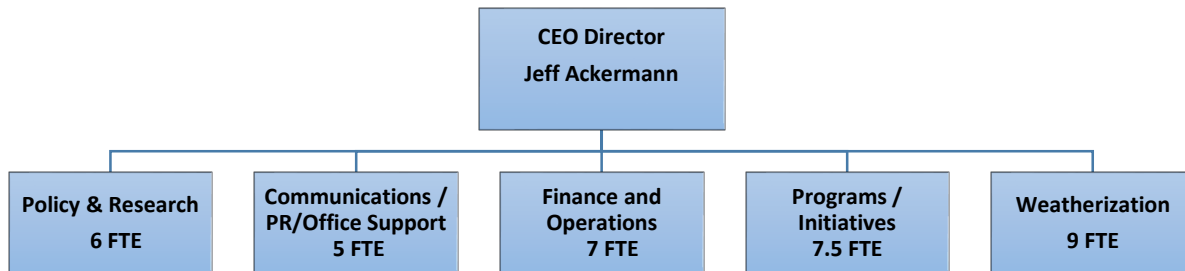 CEO Director
Jeff Ackermann
Policy & Research
6 FTE
Communications /
PR/Office Support
5 FTE
Finance and
Operations
7 FTE
Programs /
Initiatives
7.5 FTE
Weatherization
9 FTE